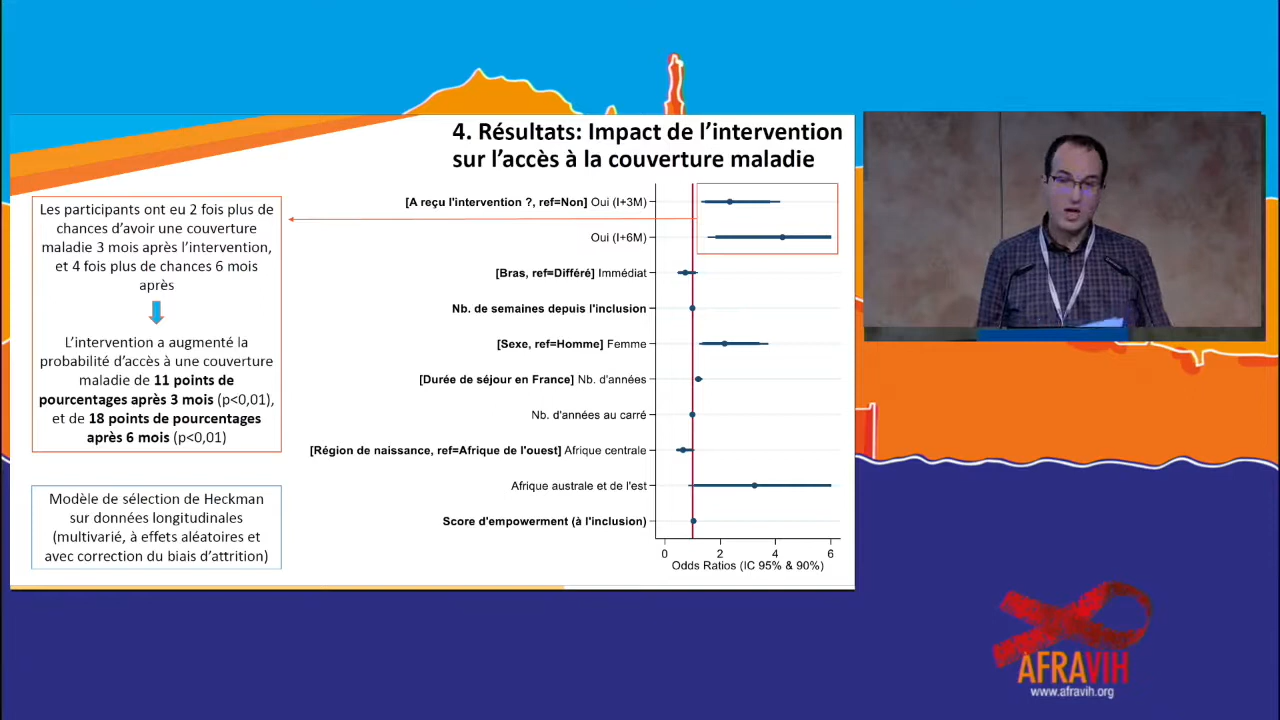 4. Résultats: Impact de l'intervention
sur l'accès à la couverture maladie
Les participants ont eu 2 fois plus de
chances d'avoir une couverture
maladie 3 mois après l'intervention,
et 4 fois plus de chances 6 mois
après
L'intervention a augmenté la
probabilité d'accès à une couverture
maladie de 11 points de
pourcentages après 3 mois (p<0,01),
et de 18 points de pourcentages
après 6 mois (p<0,01)
Modèle de sélection de Heckman
sur données longitudinales
(multivarié, à effets aléatoires et
avec correction du biais d'attrition)
[A reçu l'intervention ?, ref=Non] Oui (I+3M)
Oui (I+6M)
[Bras, ref=Différé] Immédiat
Nb. de semaines depuis l'inclusion
[Sexe, ref=Homme] Femme
[Durée de séjour en France] Nb. d'années
Nb. d'années au carré
[Région de naissance, ref=Afrique de l'ouest] Afrique centrale
Afrique australe et de l'est
Score d'empowerment (à l'inclusion)
0 2 4 6
Odds Ratios (IC 95% & 90%)
AFRAVIH
www.afravih.org